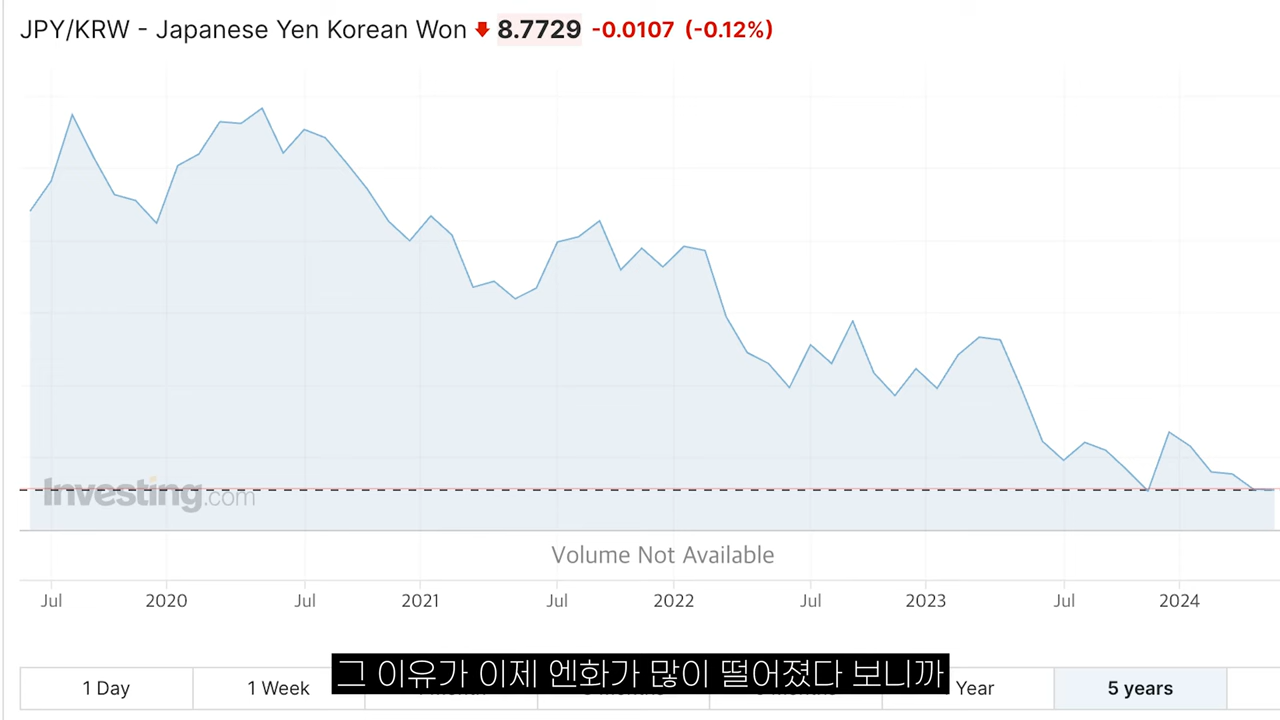 JPY/KRW - Japanese Yen Korean Won 8.7729 -0.0107 (-0.12%)
Investing.com
Volume Not Available
Jul 2020 Jul 2021 Jul 2022 Jul 2023 Jul 2024
그 이유가 이제 엔화가 많이 떨어졌다 보니까
1 Day 1 Week Year 5 years